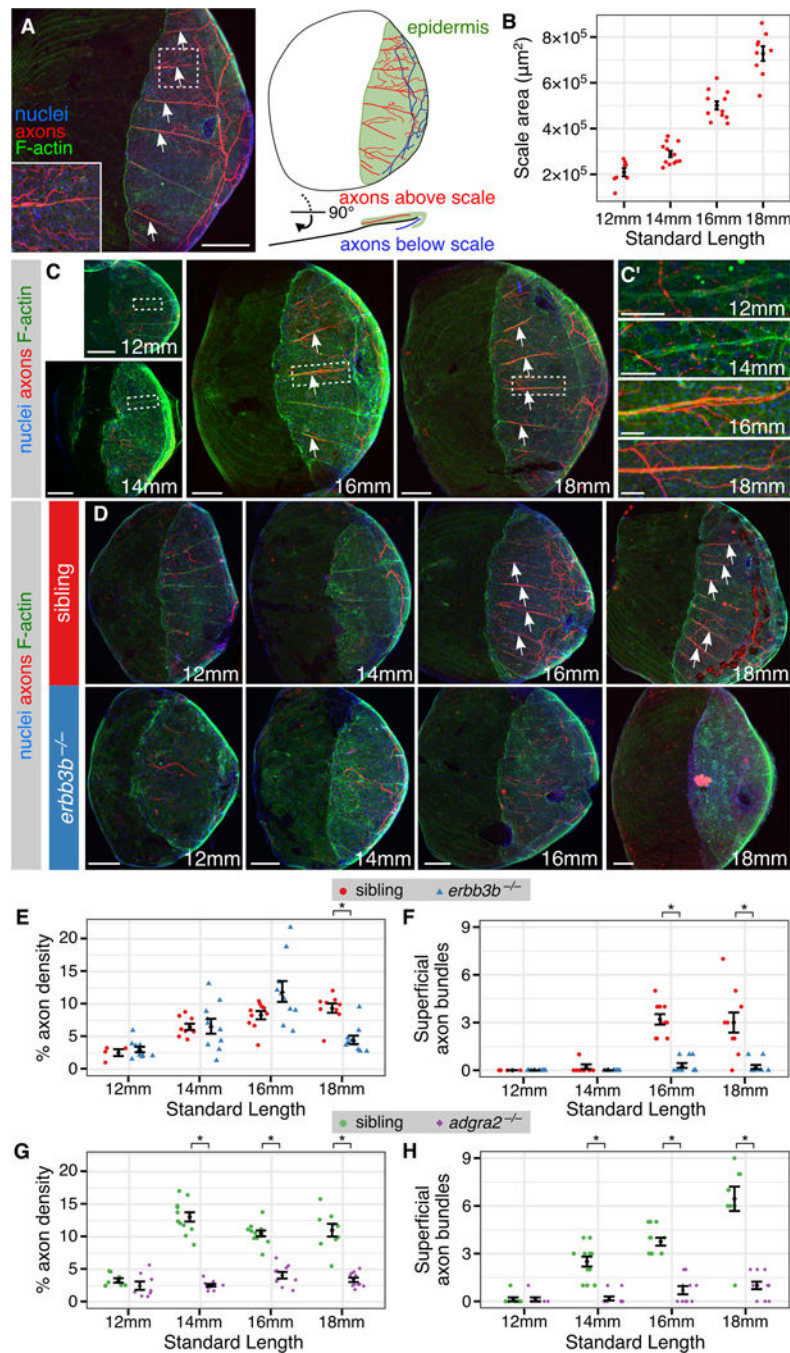 A
nuclei
axons
F-actin
epidermis
90°
axons above scale
axons below scale
B
Scale area (µm²)
8×10⁵
6×10⁵
4×10⁵
2×10⁵
12mm 14mm 16mm 18mm
Standard Length
nuclei axons F-actin
C
12mm
14mm
16mm
18mm
C'
12mm
14mm
16mm
18mm
nuclei axons F-actin
sibling
D
12mm
14mm
16mm
18mm
erbb3b⁻/⁻
12mm
14mm
16mm
18mm
sibling erbb3b⁻/⁻
E
% axon density
20
15
10
5
0
*
12mm 14mm 16mm 18mm
Standard Length
F
Superficial
axon bundles
9
6
3
0
* *
12mm 14mm 16mm 18mm
Standard Length
sibling adgra2⁻/⁻
G
% axon density
20
15
10
5
0
* * *
12mm 14mm 16mm 18mm
Standard Length
H
Superficial
axon bundles
9
6
3
0
* * *
12mm 14mm 16mm 18mm
Standard Length